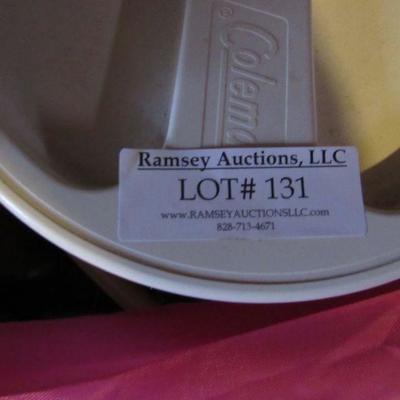 ©Colema
Ramsey Auctions, LLC
LOT# 131
www.RAMSEYAUCTIONSLLC.com
828-713-4671